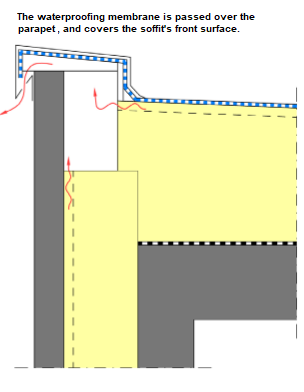 The waterproofing membrane is passed over the
parapet , and covers the soffit's front surface.